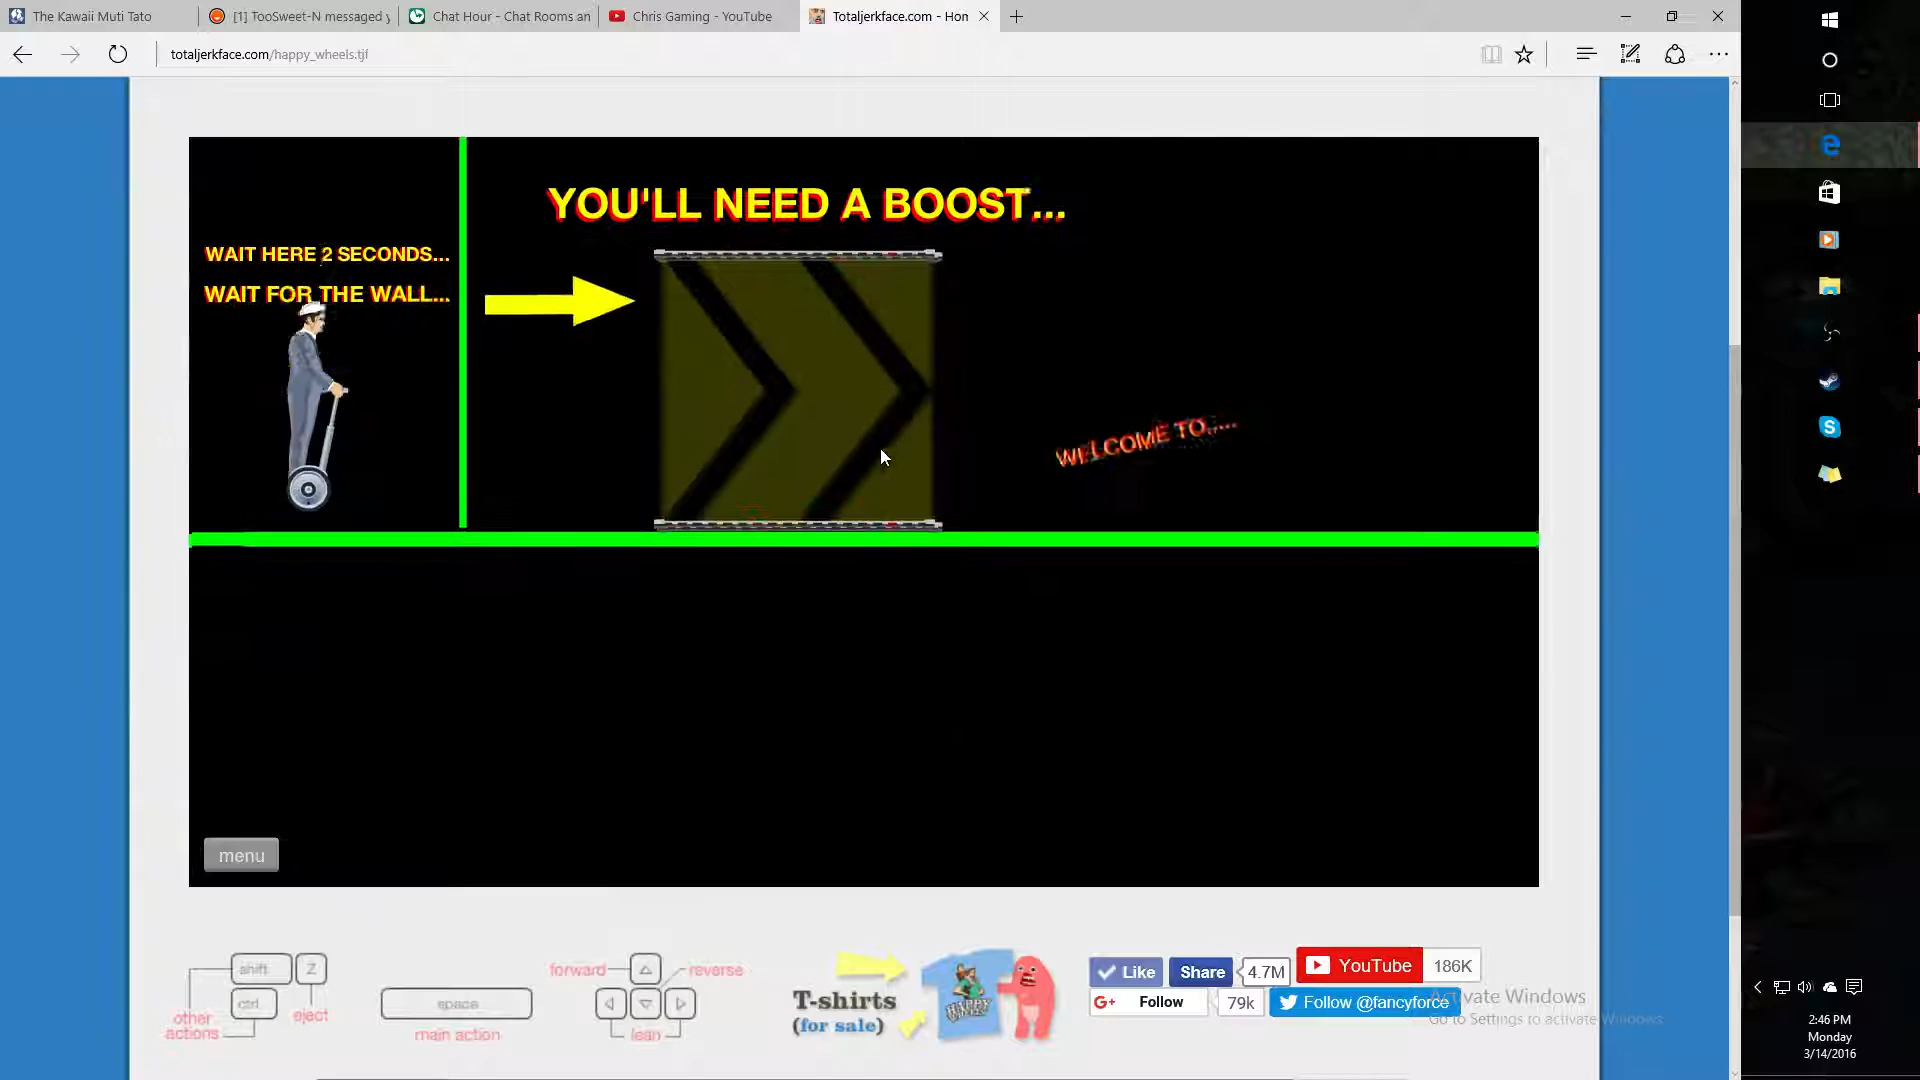 The Kawaii Muti Tato
[1] TooSweet-N messaged y
Chat Hour - Chat Rooms an
Chris Gaming - YouTube
Totaljerkface.com - Hom
totaljerkface.com/happy_wheels.tjf
YOU'LL NEED A BOOST...
WAIT HERE 2 SECONDS...
WAIT FOR THE WALL...
WELCOME TO.....
menu
shift
Z
ctrl
other
actions
eject
space
main action
forward
reverse
lean
T-shirts
(for sale)
HAPPY
WHEELS
Like
Share
4.7M
YouTube
186K
G+
Follow
79k
Follow @fancyforce
Activate Windows
Go to Settings to activate Windows.
2:46 PM
Monday
3/14/2016